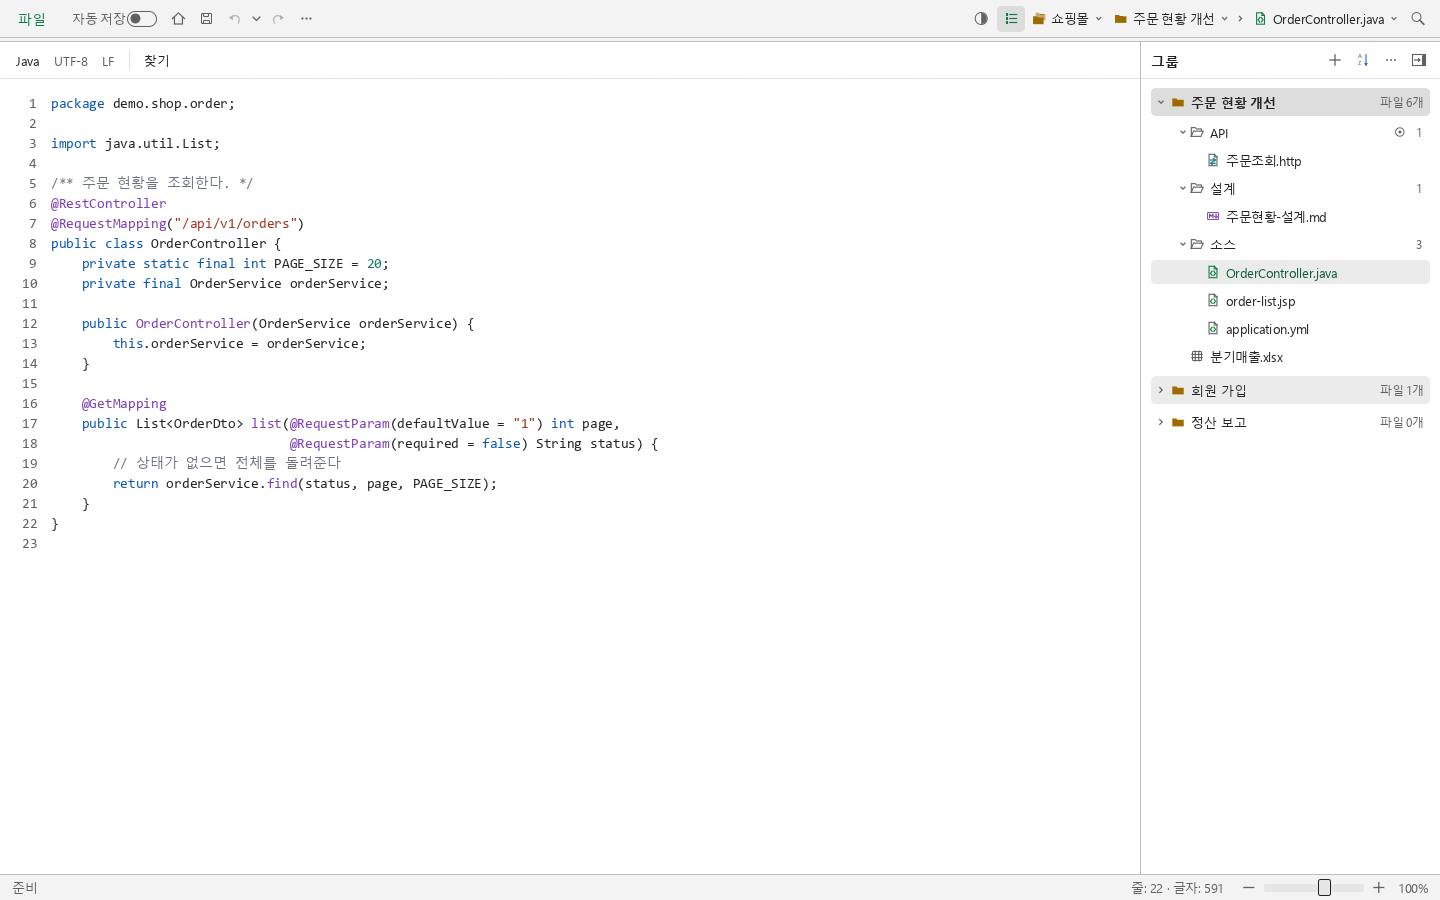 파일 자동 저장 쇼핑몰 주문 현황 개선 OrderController.java
Java UTF-8 LF 찾기
1 package demo.shop.order;
2
3 import java.util.List;
4
5 /** 주문 현황을 조회한다. */
6 @RestController
7 @RequestMapping("/api/v1/orders")
8 public class OrderController {
9     private static final int PAGE_SIZE = 20;
10     private final OrderService orderService;
11
12     public OrderController(OrderService orderService) {
13         this.orderService = orderService;
14     }
15
16     @GetMapping
17     public List<OrderDto> list(@RequestParam(defaultValue = "1") int page,
18                                @RequestParam(required = false) String status) {
19         // 상태가 없으면 전체를 돌려준다
20         return orderService.find(status, page, PAGE_SIZE);
21     }
22 }
23
그룹
주문 현황 개선 파일 6개
API 1
주문조회.http
설계 1
주문현황-설계.md
소스 3
OrderController.java
order-list.jsp
application.yml
분기매출.xlsx
회원 가입 파일 1개
정산 보고 파일 0개
준비 줄: 22 · 글자: 591 100%